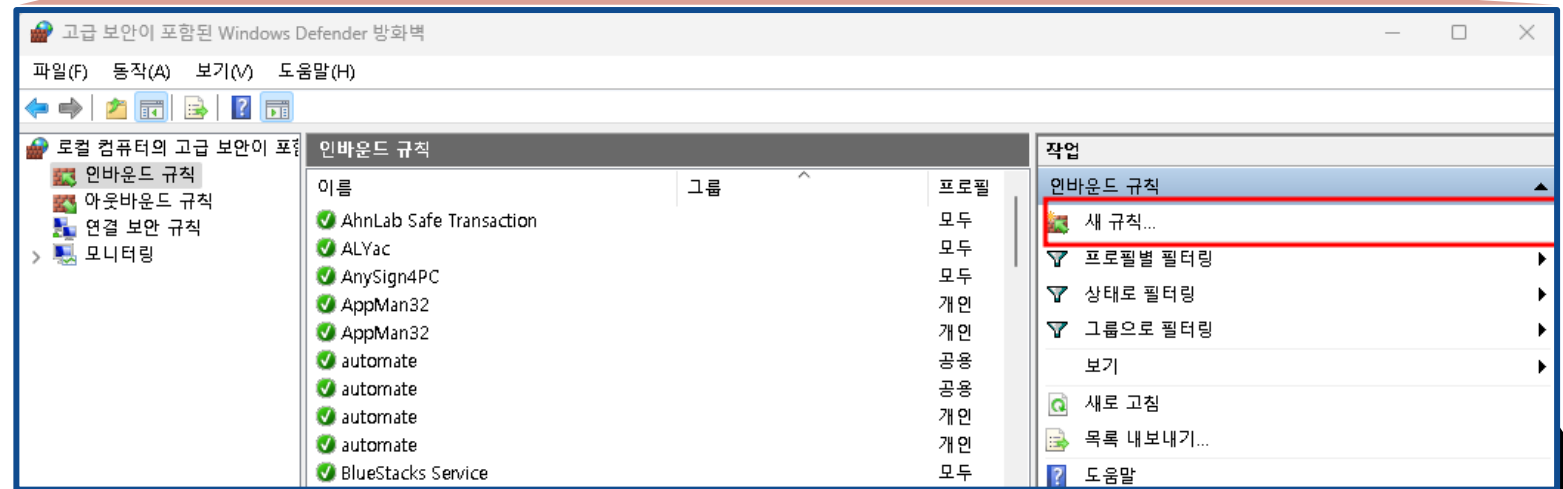 고급 보안이 포함된 Windows Defender 방화벽
파일(F) 동작(A) 보기(V) 도움말(H)
로컬 컴퓨터의 고급 보안이 포함
인바운드 규칙
아웃바운드 규칙
연결 보안 규칙
모니터링
인바운드 규칙
이름 그룹 프로필
AhnLab Safe Transaction 모두
ALYac 모두
AnySign4PC 모두
AppMan32 개인
AppMan32 개인
automate 공용
automate 공용
automate 개인
automate 개인
BlueStacks Service 모두
작업
인바운드 규칙
새 규칙...
프로필별 필터링
상태로 필터링
그룹으로 필터링
보기
새로 고침
목록 내보내기...
도움말